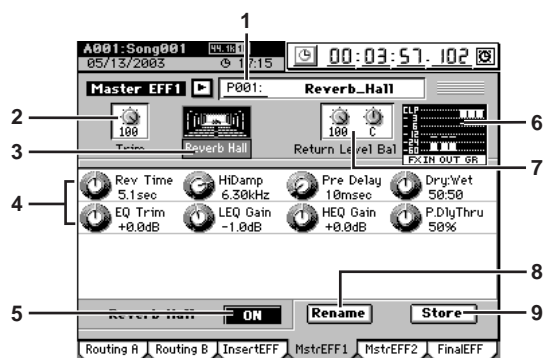 1
A001:Song001 44.1k
05/13/2003 17:15
00:03:57. 102
Master EFF1 P001: Reverb_Hall
2
100
Trim
3
Reverb Hall
100 C
Return Level Bal
CLP
- 3
- 6
-12
-24
-60
FXIN OUT GR
6
7
4
Rev Time
5.1sec
HiDamp
6.30kHz
Pre Delay
10msec
Dry:Wet
50:50
EQ Trim
+0.0dB
LEQ Gain
-1.0dB
HEQ Gain
+0.0dB
P.DlyThru
50%
8
5
Reverb Hall ON Rename Store
9
Routing A Routing B InsertEFF MstrEFF1 MstrEFF2 FinalEFF